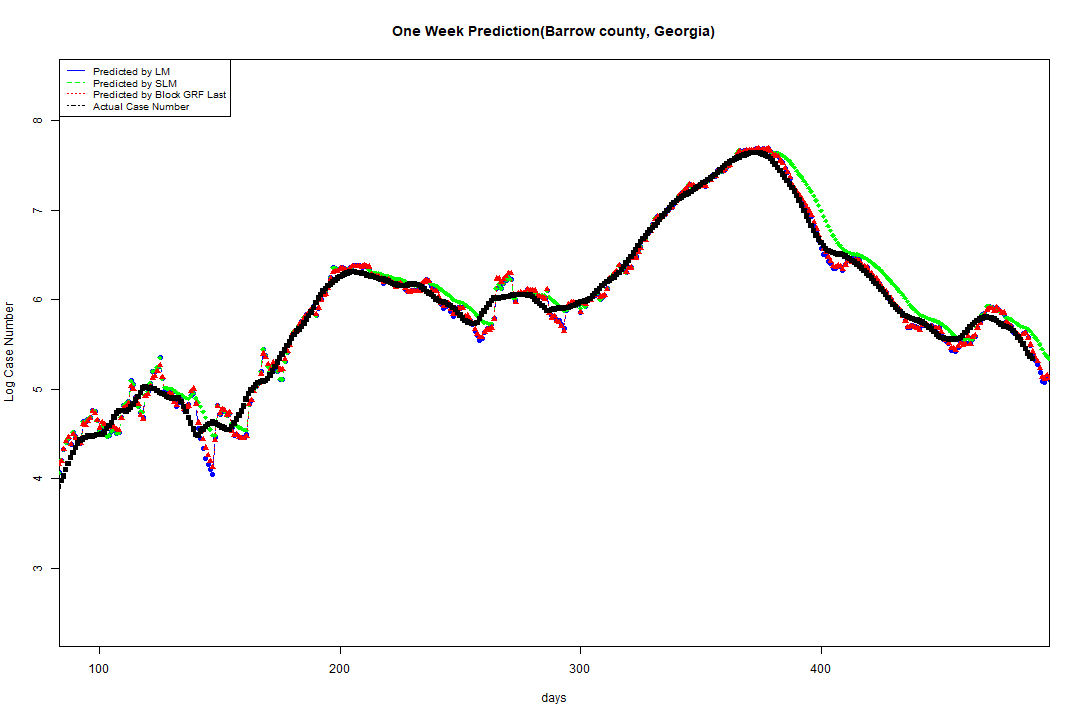 One Week Prediction(Barrow county, Georgia)
Predicted by LM
Predicted by SLM
Predicted by Block GRF Last
Actual Case Number
8
7
6
5
4
3
Log Case Number
100 200 300 400
days